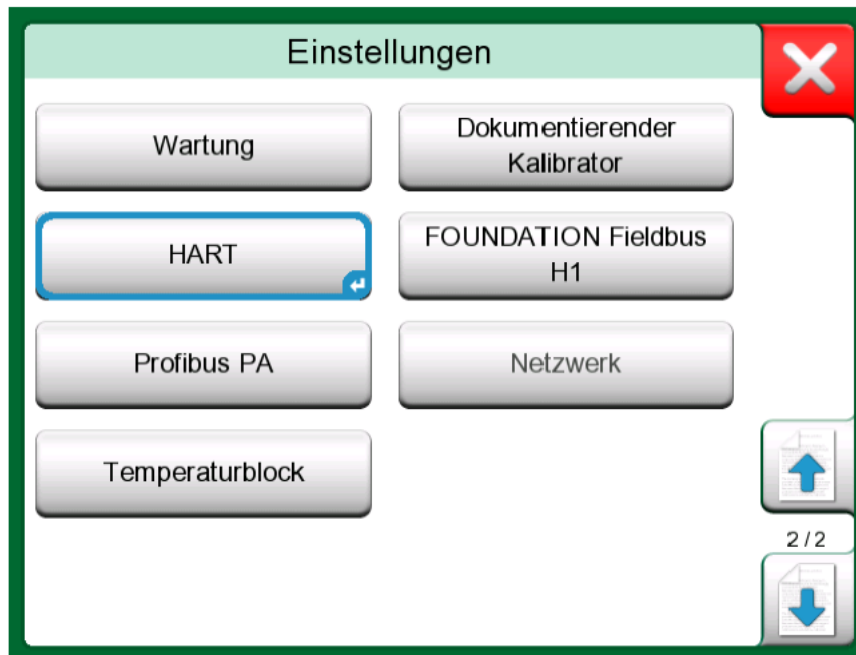 Einstellungen
Wartung
Dokumentierender
Kalibrator
HART
FOUNDATION Fieldbus
H1
Profibus PA
Netzwerk
Temperaturblock
2 / 2